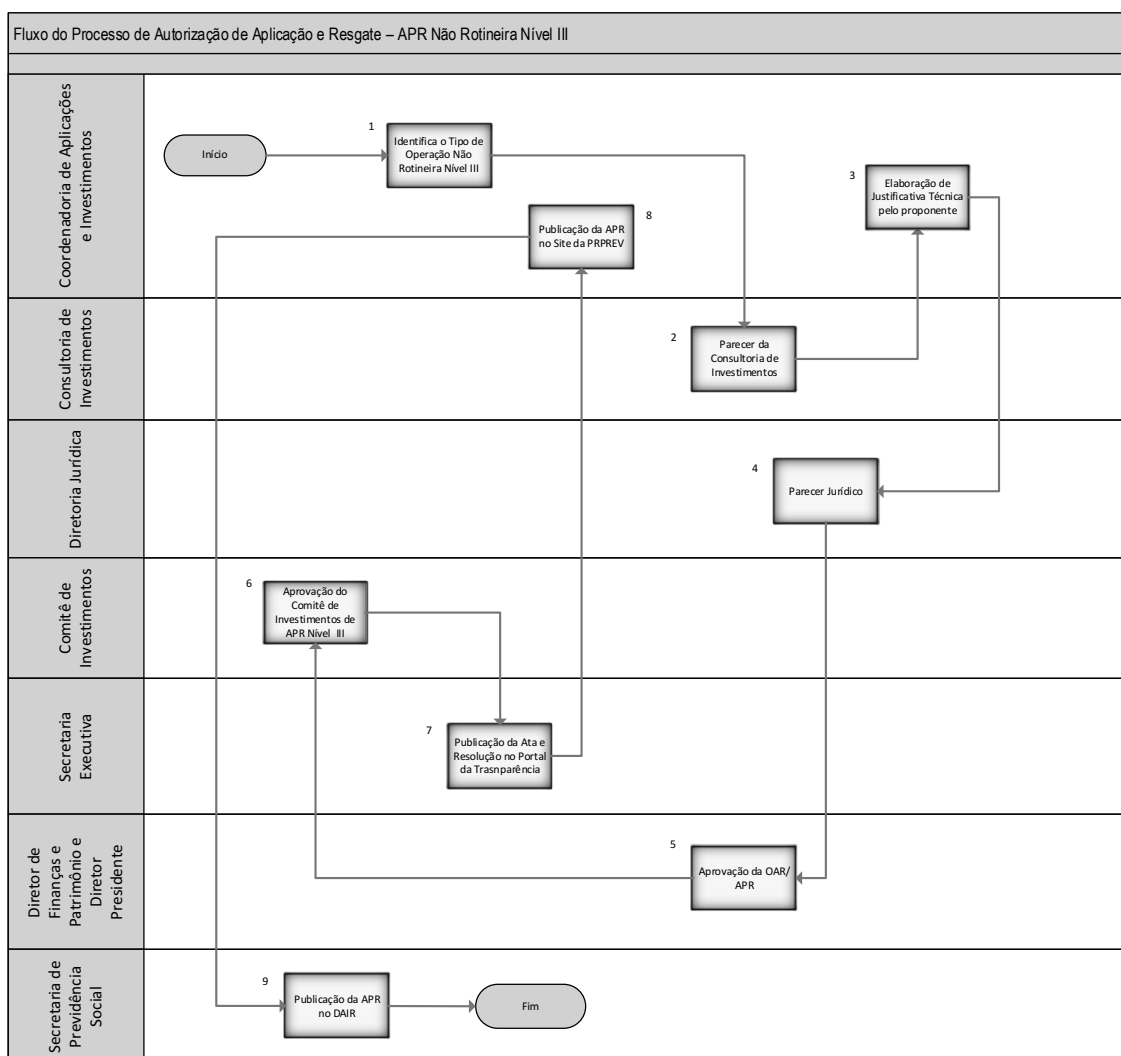 Fluxo do Processo de Autorização de Aplicação e Resgate – APR Não Rotineira Nível III
Coordenadoria de Aplicações
e Investimentos
Início
1
Identifica o Tipo de
Operação Não
Rotineira Nível III
3
Elaboração de
Justificativa Técnica
pelo proponente
8
Publicação da APR
no Site da PRPREV
Consultoria de
Investimentos
2
Parecer da
Consultoria de
Investimentos
Diretoria Jurídica
4
Parecer Jurídico
Comitê de
Investimentos
6
Aprovação do
Comitê de
Investimentos de
APR Nível III
Secretaria
Executiva
7
Publicação da Ata e
Resolução no Portal
da Trasnparência
Diretor de
Finanças e
Patrimônio e
Diretor
Presidente
5
Aprovação da OAR/
APR
Secretaria de
Previdência
Social
9
Publicação da APR
no DAIR
Fim